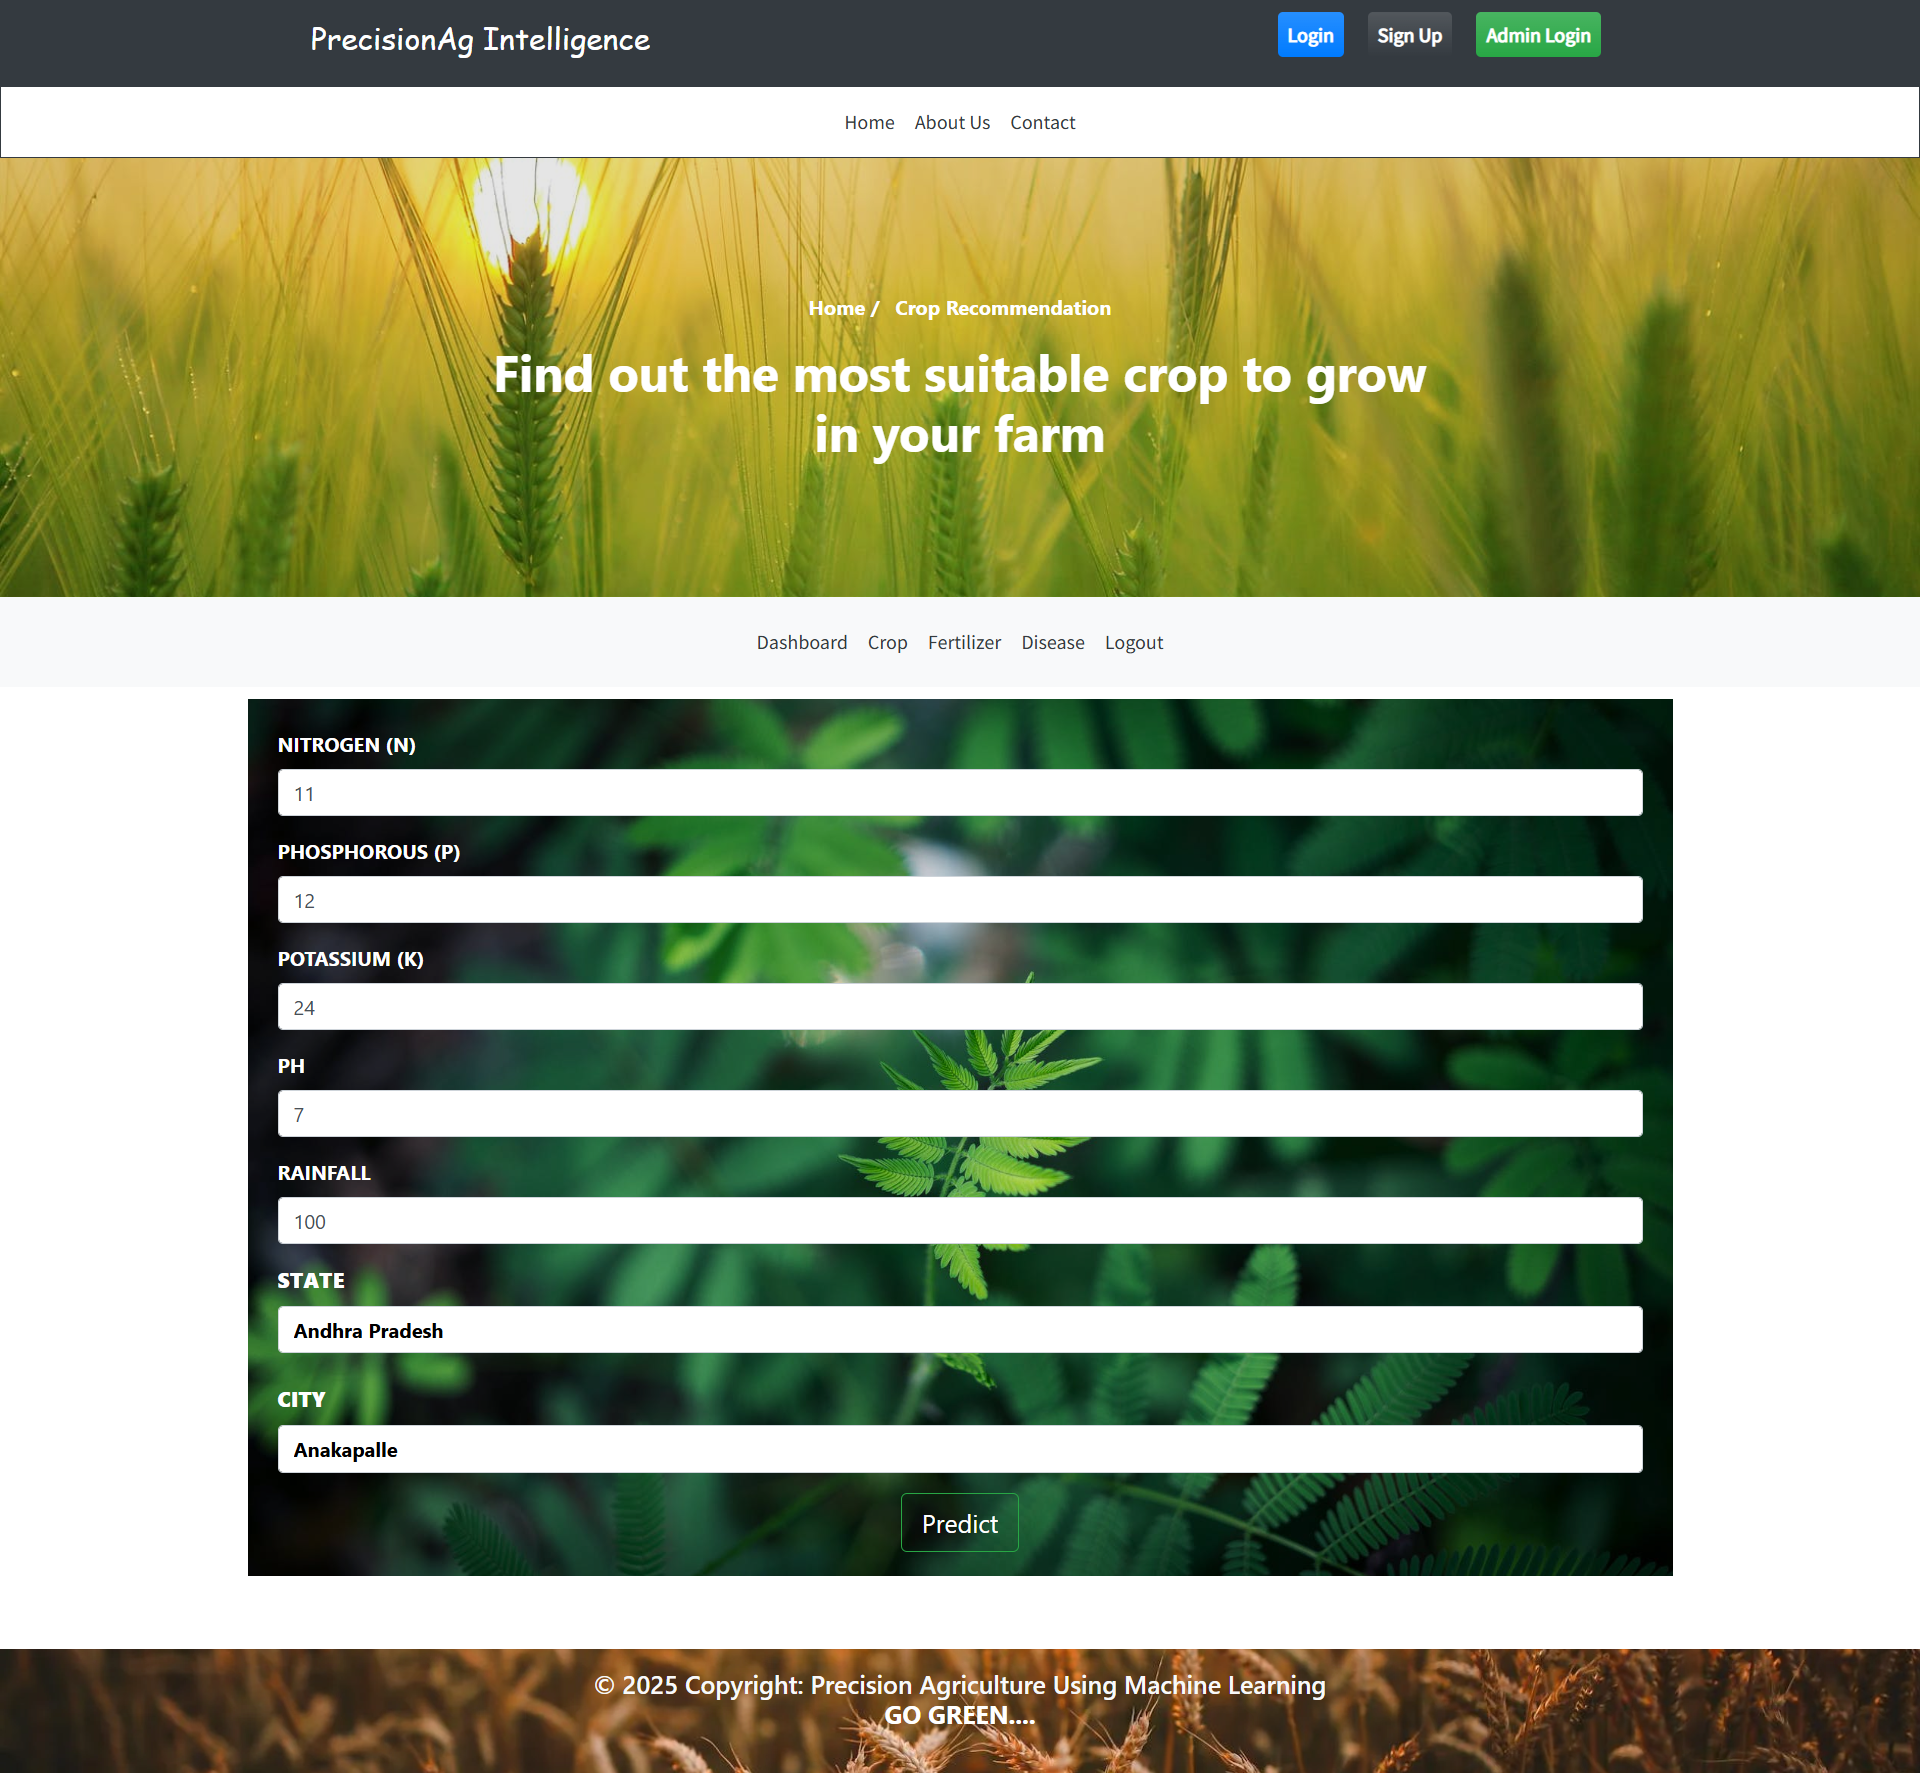 PrecisionAg Intelligence
Login Sign Up Admin Login
Home About Us Contact
Home / Crop Recommendation
Find out the most suitable crop to grow
in your farm
Dashboard Crop Fertilizer Disease Logout
NITROGEN (N)
11
PHOSPHOROUS (P)
12
POTASSIUM (K)
24
PH
7
RAINFALL
100
STATE
Andhra Pradesh
CITY
Anakapalle
Predict
© 2025 Copyright: Precision Agriculture Using Machine Learning
GO GREEN....